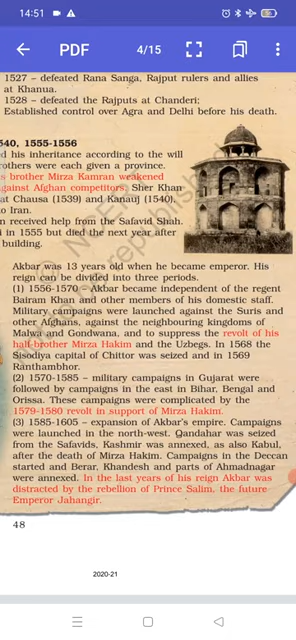 14:51
PDF
4/15
1527 – defeated Rana Sanga, Rajput rulers and allies
at Khanua.
1528 – defeated the Rajputs at Chanderi;
Established control over Agra and Delhi before his death.
540, 1555-1556
d his inheritance according to the will
rothers were each given a province.
s brother Mirza Kamran weakened
gainst Afghan competitors. Sher Khan
at Chausa (1539) and Kanauj (1540),
o Iran.
n received help from the Safavid Shah.
i in 1555 but died the next year after
building.
Akbar was 13 years old when he became emperor. His
reign can be divided into three periods.
(1) 1556-1570 – Akbar became independent of the regent
Bairam Khan and other members of his domestic staff.
Military campaigns were launched against the Suris and
other Afghans, against the neighbouring kingdoms of
Malwa and Gondwana, and to suppress the revolt of his
half-brother Mirza Hakim and the Uzbegs. In 1568 the
Sisodiya capital of Chittor was seized and in 1569
Ranthambhor.
(2) 1570-1585 – military campaigns in Gujarat were
followed by campaigns in the east in Bihar, Bengal and
Orissa. These campaigns were complicated by the
1579-1580 revolt in support of Mirza Hakim.
(3) 1585-1605 – expansion of Akbar's empire. Campaigns
were launched in the north-west. Qandahar was seized
from the Safavids, Kashmir was annexed, as also Kabul,
after the death of Mirza Hakim. Campaigns in the Deccan
started and Berar, Khandesh and parts of Ahmadnagar
were annexed. In the last years of his reign Akbar was
distracted by the rebellion of Prince Salim, the future
Emperor Jahangir.
48
2020-21